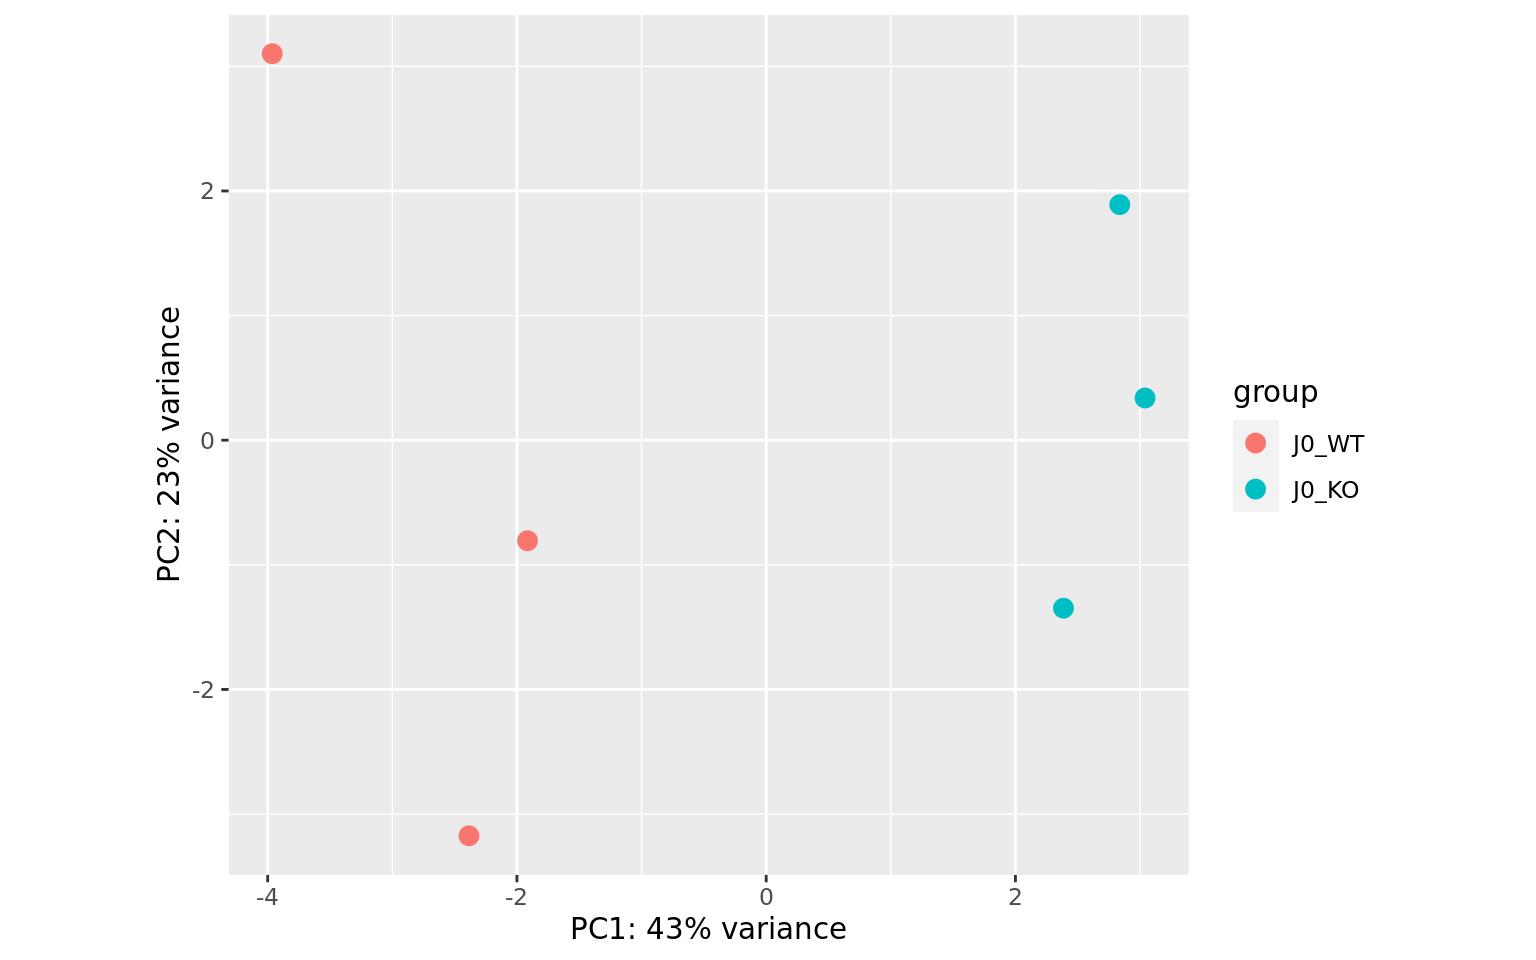 PC2: 23% variance
2
0
-2
-4
-2
0
2
PC1: 43% variance
group
J0_WT
J0_KO